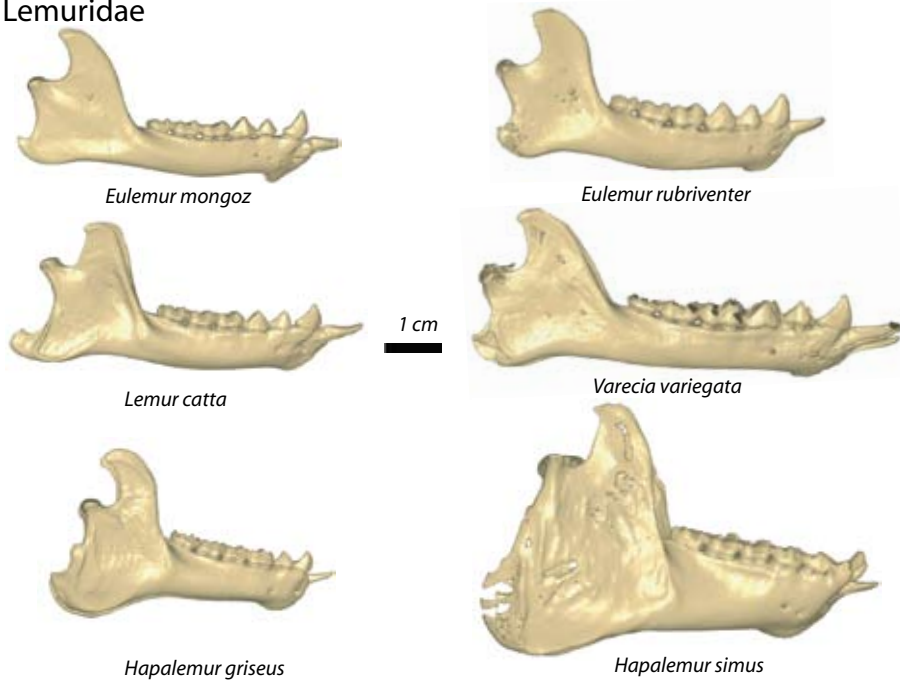 Lemuridae
Eulemur mongoz
Eulemur rubriventer
Lemur catta
1 cm
Varecia variegata
Hapalemur griseus
Hapalemur simus